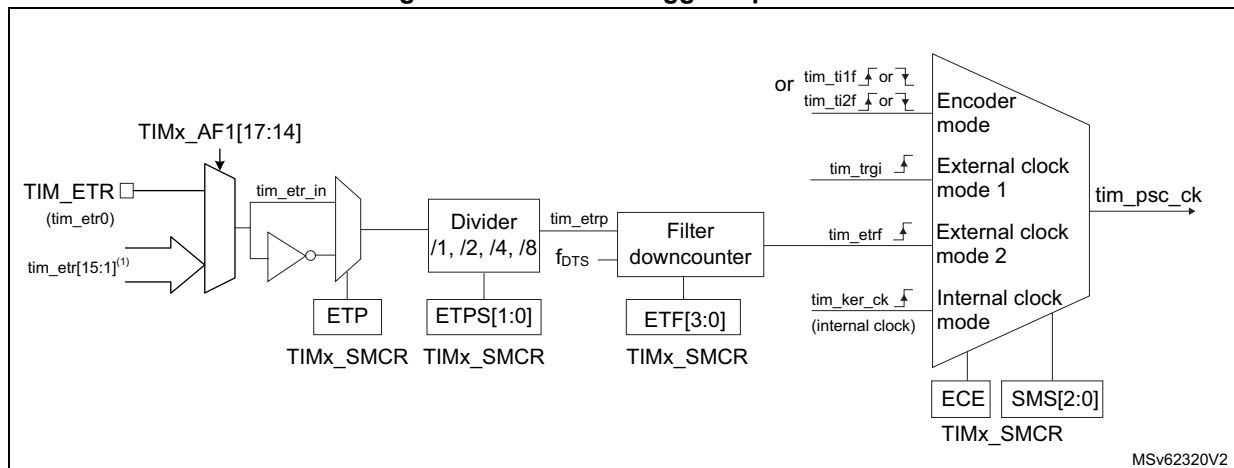 or tim_ti1f or
tim_ti2f or
Encoder
mode
TIMx_AF1[17:14]
TIM_ETR
(tim_etr0)
tim_etr[15:1](1)
tim_etr_in
Divider
/1, /2, /4, /8
tim_etrp
fDTS
Filter
downcounter
tim_trgi
External clock
mode 1
tim_etrf
External clock
mode 2
tim_ker_ck
(internal clock)
Internal clock
mode
tim_psc_ck
ETP
TIMx_SMCR
ETPS[1:0]
TIMx_SMCR
ETF[3:0]
TIMx_SMCR
ECE
SMS[2:0]
TIMx_SMCR
MSv62320V2